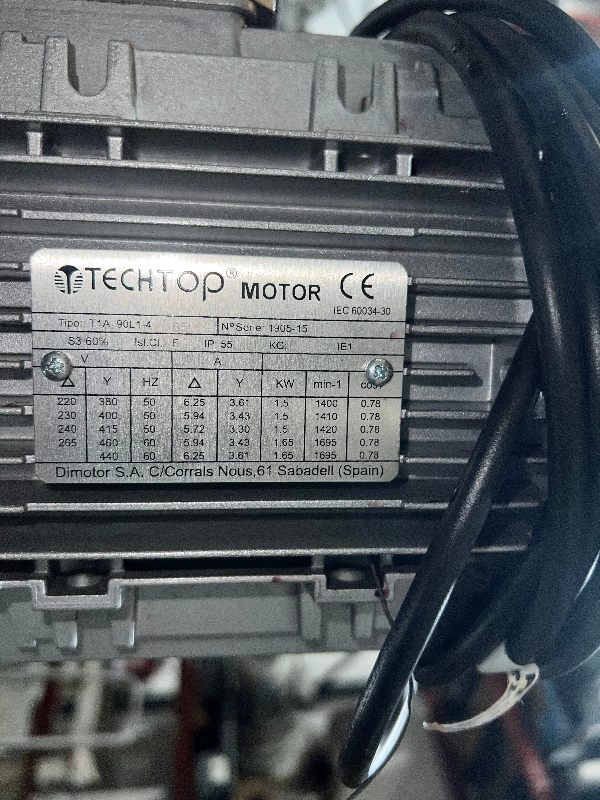 TECHTOP® MOTOR CE
IEC 60034-30
Tipo: T1A 90L1-4 B5 NºSerie: 1905-15
S3 60% Isl.Cl. F IP 55 KG: IE1
V A
Δ Y HZ Δ Y KW min-1 cos
220 380 50 6.25 3.61 1.5 1400 0.78
230 400 50 5.94 3.43 1.5 1410 0.78
240 415 50 5.72 3.30 1.5 1420 0.78
265 460 60 5.94 3.43 1.65 1695 0.78
440 60 6.25 3.61 1.65 1695 0.78
Dimotor S.A. C/Corrals Nous,61 Sabadell (Spain)